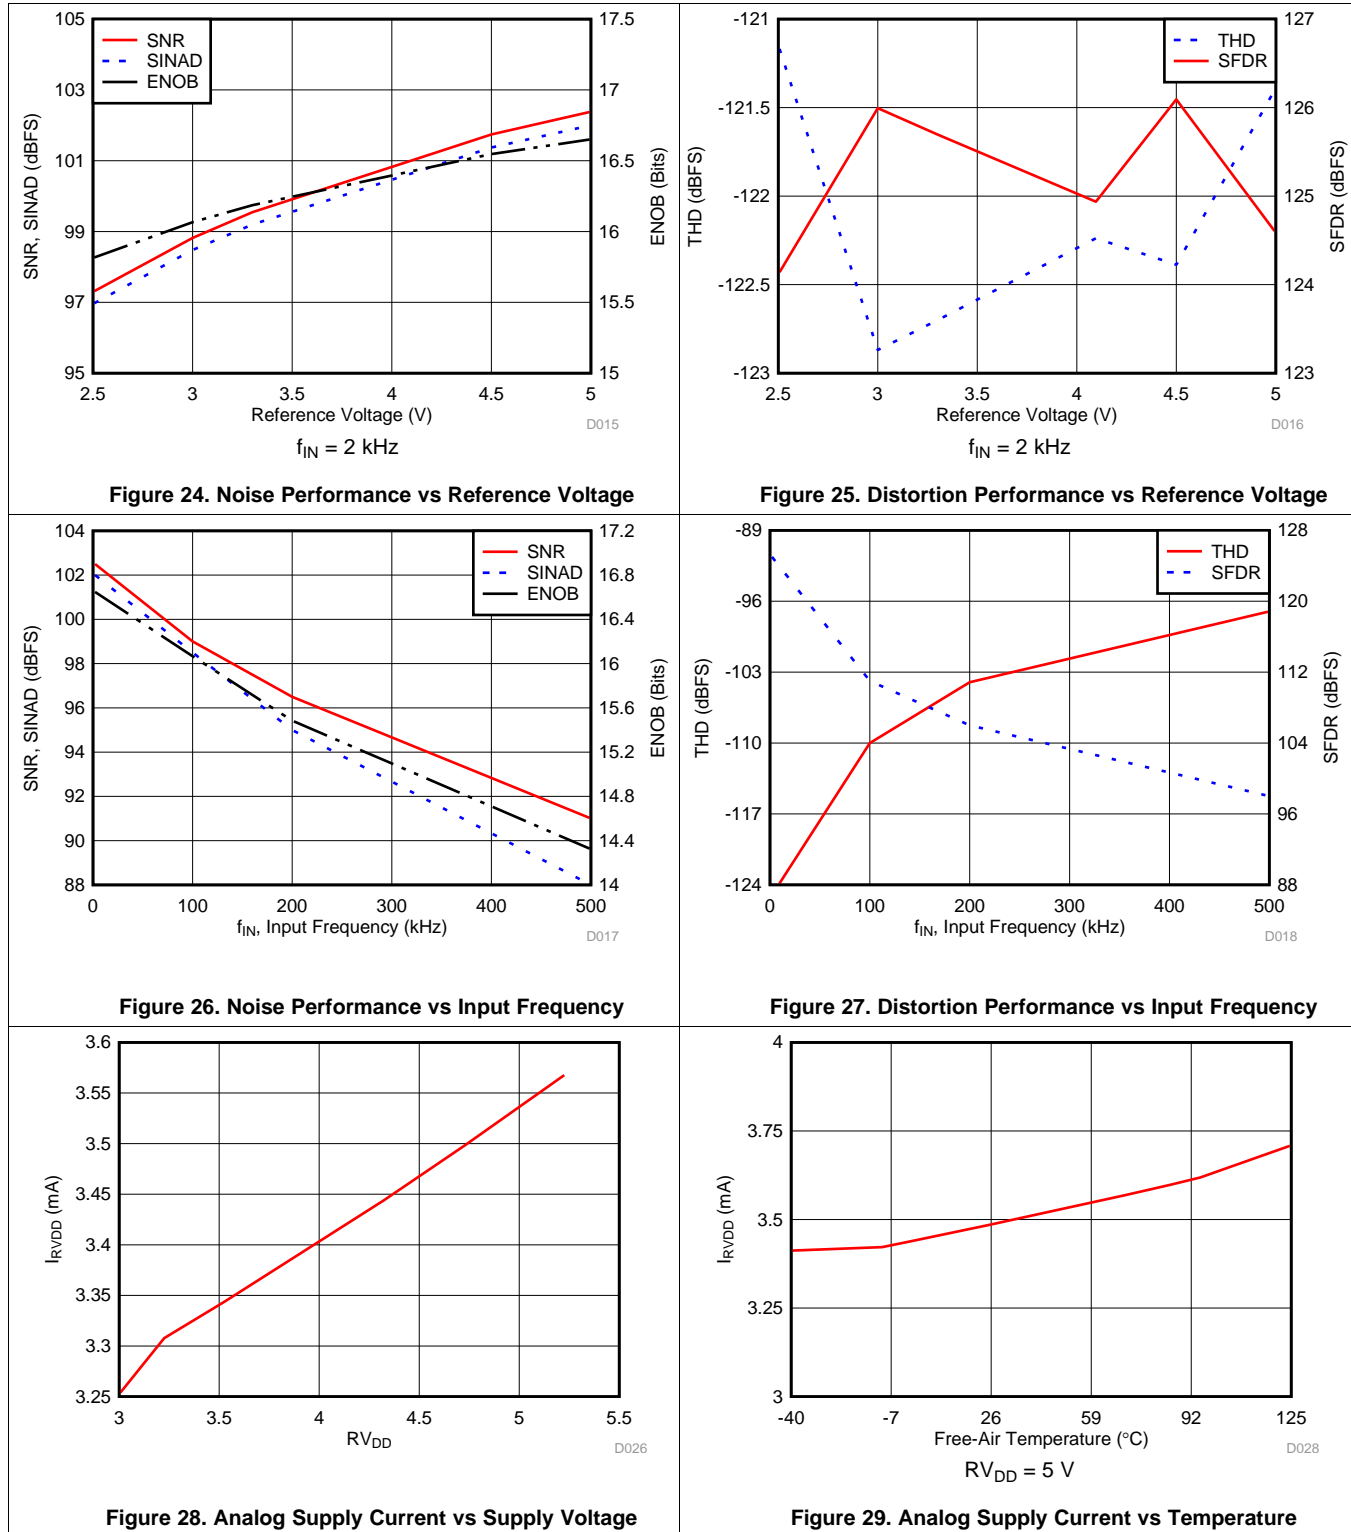 105
103
101
99
97
95
17.5
17
16.5
16
15.5
15
2.5 3 3.5 4 4.5 5
SNR, SINAD (dBFS)
ENOB (Bits)
SNR
SINAD
ENOB
Reference Voltage (V)
D015
fIN = 2 kHz
Figure 24. Noise Performance vs Reference Voltage
-121
-121.5
-122
-122.5
-123
127
126
125
124
123
2.5 3 3.5 4 4.5 5
THD (dBFS)
SFDR (dBFS)
THD
SFDR
Reference Voltage (V)
D016
fIN = 2 kHz
Figure 25. Distortion Performance vs Reference Voltage
104
102
100
98
96
94
92
90
88
17.2
16.8
16.4
16
15.6
15.2
14.8
14.4
14
0 100 200 300 400 500
SNR, SINAD (dBFS)
ENOB (Bits)
SNR
SINAD
ENOB
fIN, Input Frequency (kHz)
D017
Figure 26. Noise Performance vs Input Frequency
-89
-96
-103
-110
-117
-124
128
120
112
104
96
88
0 100 200 300 400 500
THD (dBFS)
SFDR (dBFS)
THD
SFDR
fIN, Input Frequency (kHz)
D018
Figure 27. Distortion Performance vs Input Frequency
3.6
3.55
3.5
3.45
3.4
3.35
3.3
3.25
3 3.5 4 4.5 5 5.5
IRVDD (mA)
RVDD
D026
Figure 28. Analog Supply Current vs Supply Voltage
4
3.75
3.5
3.25
3
-40 -7 26 59 92 125
IRVDD (mA)
Free-Air Temperature (°C)
D028
RVDD = 5 V
Figure 29. Analog Supply Current vs Temperature